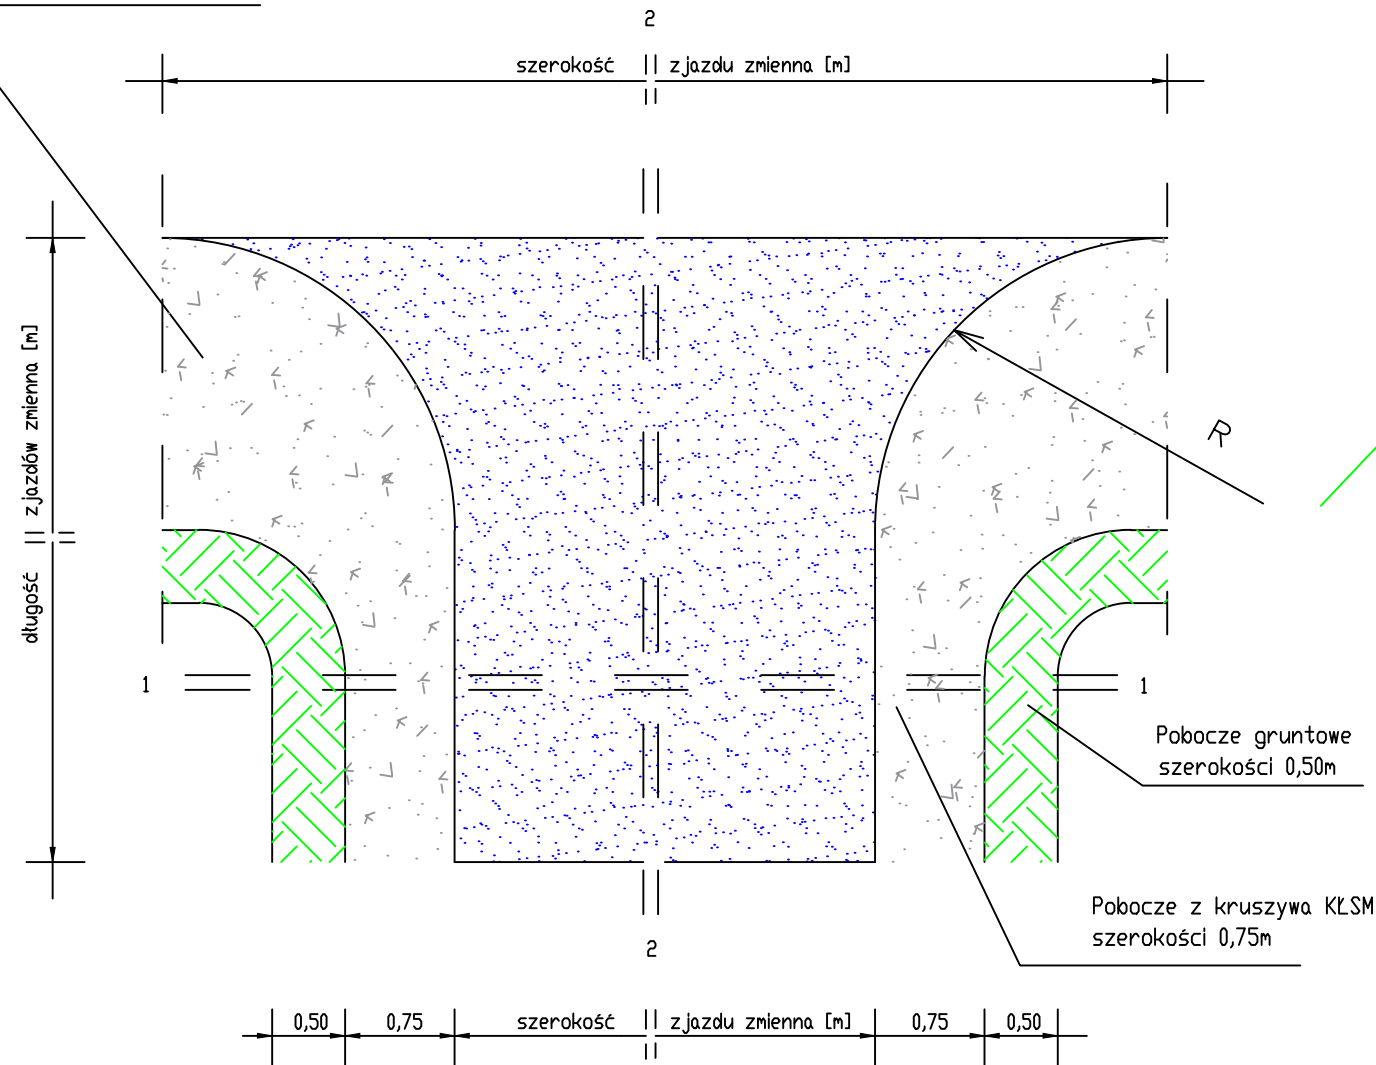 2
szerokość zjazdu zmienna [m]
długość zjazdów zmienna [m]
R
1
1
Pobocze gruntowe
szerokości 0,50m
Pobocze z kruszywa KŁSM
szerokości 0,75m
2
0,50 0,75 szerokość zjazdu zmienna [m] 0,75 0,50